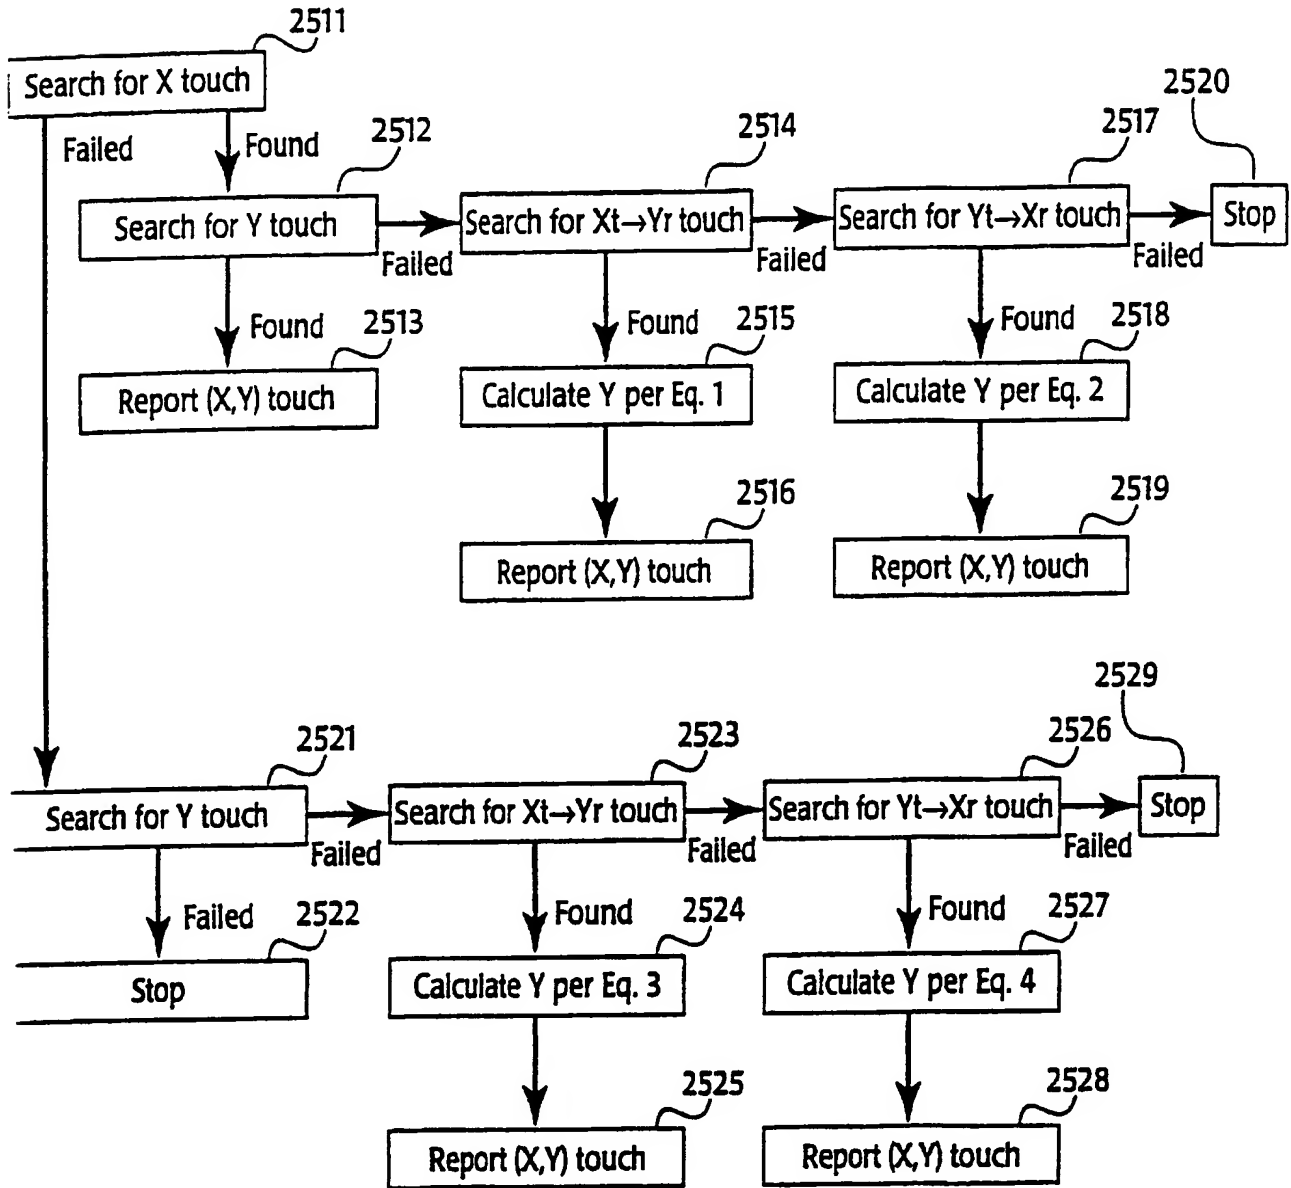 2511
Search for X touch
2520
Failed
Found
2512
2514
2517
Search for Y touch
Search for Xt→Yr touch
Search for Yt→Xr touch
Stop
Failed
Failed
Failed
Found
2513
Found
2515
Found
2518
Report (X,Y) touch
Calculate Y per Eq. 1
Calculate Y per Eq. 2
2516
2519
Report (X,Y) touch
Report (X,Y) touch
2529
2521
2523
2526
Search for Y touch
Search for Xt→Yr touch
Search for Yt→Xr touch
Stop
Failed
Failed
Failed
Failed
2522
Found
2524
Found
2527
Stop
Calculate Y per Eq. 3
Calculate Y per Eq. 4
2525
2528
Report (X,Y) touch
Report (X,Y) touch